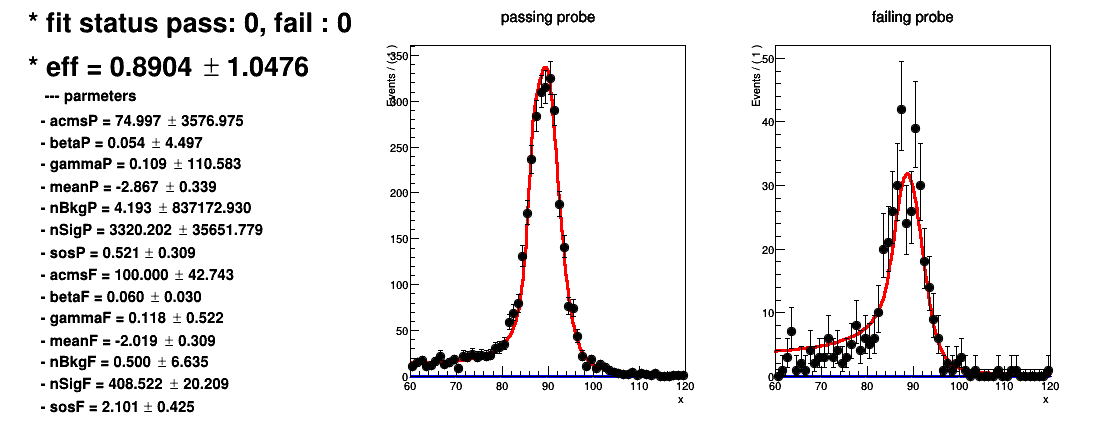 * fit status pass: 0, fail : 0
* eff = 0.8904 ± 1.0476
--- parmeters
- acmsP = 74.997 ± 3576.975
- betaP = 0.054 ± 4.497
- gammaP = 0.109 ± 110.583
- meanP = -2.867 ± 0.339
- nBkgP = 4.193 ± 837172.930
- nSigP = 3320.202 ± 35651.779
- sosP = 0.521 ± 0.309
- acmsF = 100.000 ± 42.743
- betaF = 0.060 ± 0.030
- gammaF = 0.118 ± 0.522
- meanF = -2.019 ± 0.309
- nBkgF = 0.500 ± 6.635
- nSigF = 408.522 ± 20.209
- sosF = 2.101 ± 0.425
passing probe
Events / ( 1 )
350
300
250
200
150
100
50
0
60 70 80 90 100 110 120
x
failing probe
Events / ( 1 )
50
40
30
20
10
0
60 70 80 90 100 110 120
x